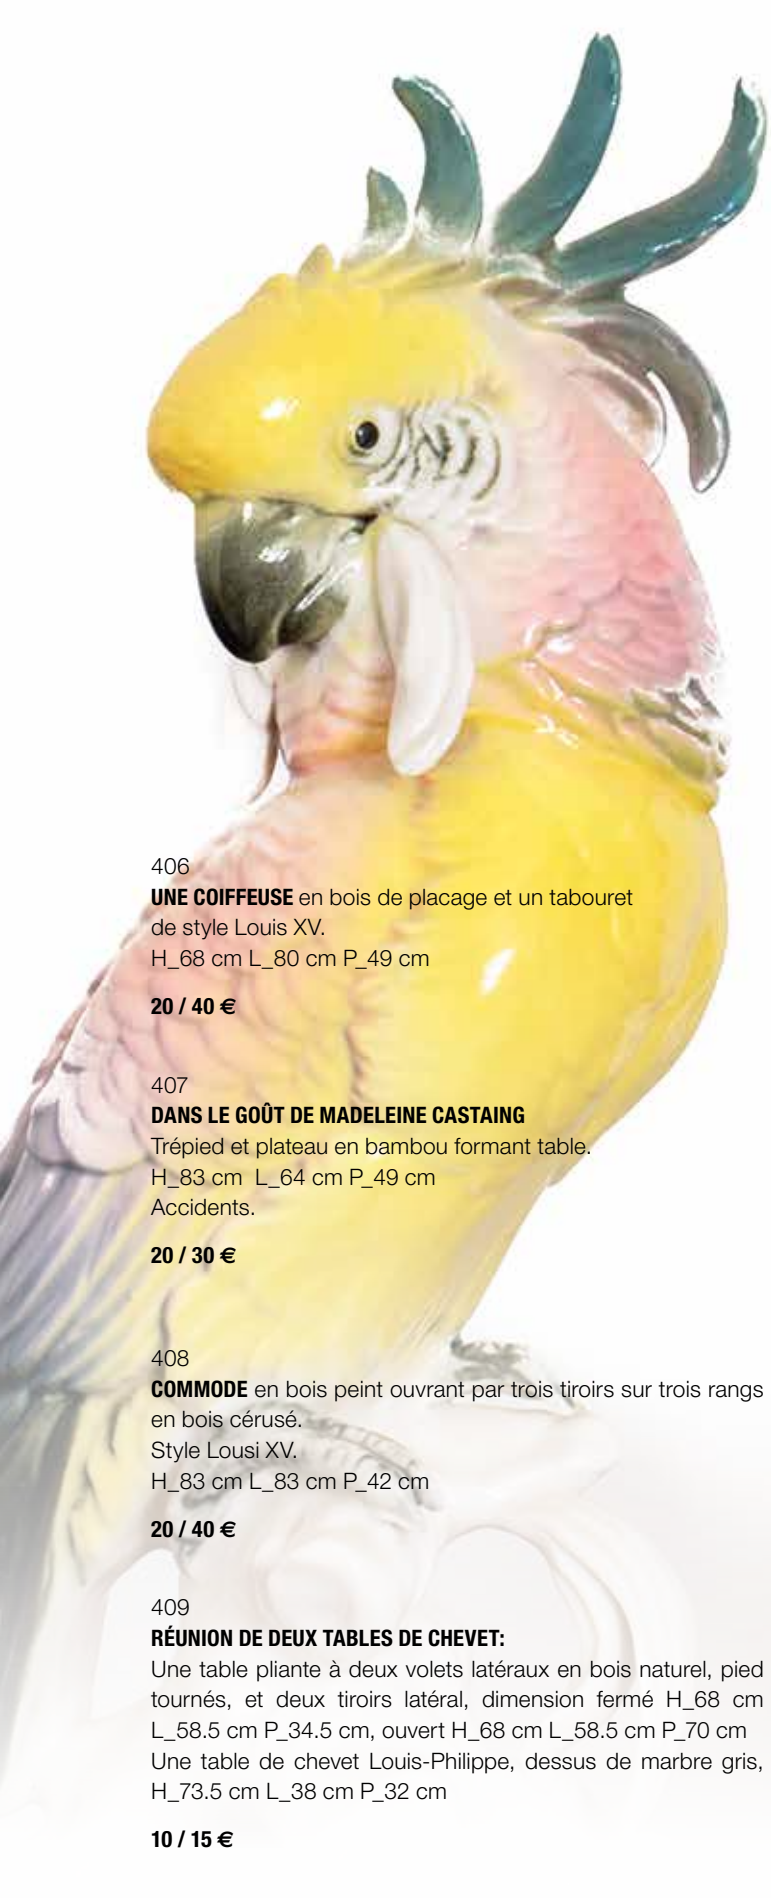 406
UNE COIFFEUSE en bois de placage et un tabouret
de style Louis XV.
H_68 cm L_80 cm P_49 cm
20 / 40 €
407
DANS LE GOÛT DE MADELEINE CASTAING
Trépied et plateau en bambou formant table.
H_83 cm L_64 cm P_49 cm
Accidents.
20 / 30 €
408
COMMODE en bois peint ouvrant par trois tiroirs sur trois rangs
en bois cérusé.
Style Lousi XV.
H_83 cm L_83 cm P_42 cm
20 / 40 €
409
RÉUNION DE DEUX TABLES DE CHEVET:
Une table pliante à deux volets latéraux en bois naturel, pied
tournés, et deux tiroirs latéral, dimension fermé H_68 cm
L_58.5 cm P_34.5 cm, ouvert H_68 cm L_58.5 cm P_70 cm
Une table de chevet Louis-Philippe, dessus de marbre gris,
H_73.5 cm L_38 cm P_32 cm
10 / 15 €